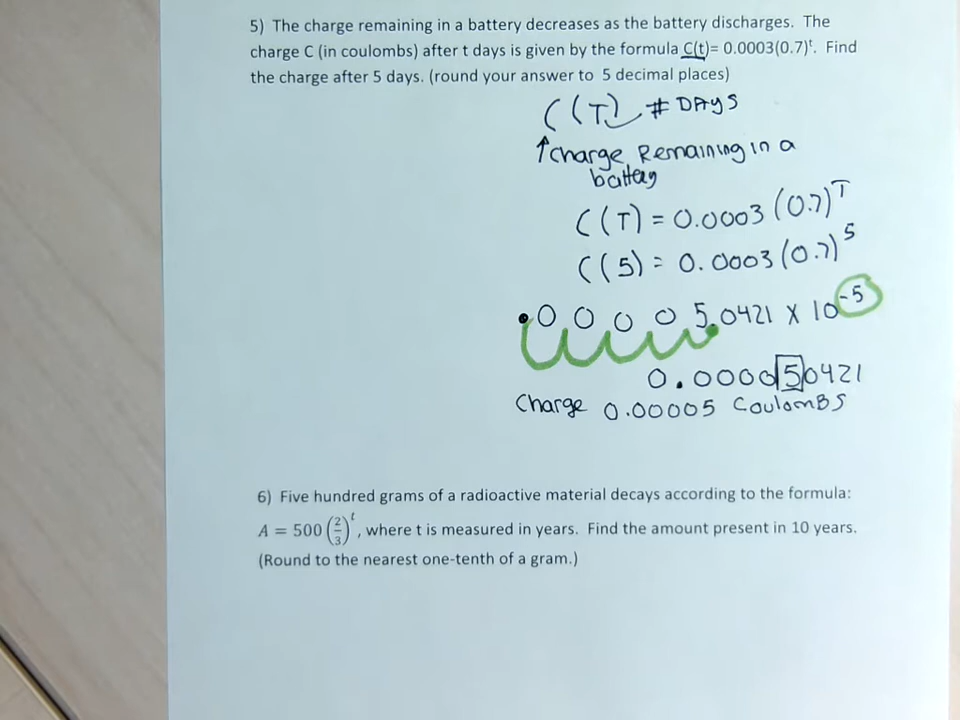 5) The charge remaining in a battery decreases as the battery discharges. The
charge C (in coulombs) after t days is given by the formula C(t)= 0.0003(0.7)ᵗ. Find
the charge after 5 days. (round your answer to 5 decimal places)
C(T) # DAys
↑charge Remaining in a
battery
C(T) = 0.0003(0.7)ᵀ
C(5) = 0.0003(0.7)⁵
.0 0 0 0 5.0421 x 10⁻⁵
0.000050421
Charge 0.00005 CoulomBS
6) Five hundred grams of a radioactive material decays according to the formula:
A = 500(2/3)ᵗ, where t is measured in years. Find the amount present in 10 years.
(Round to the nearest one-tenth of a gram.)